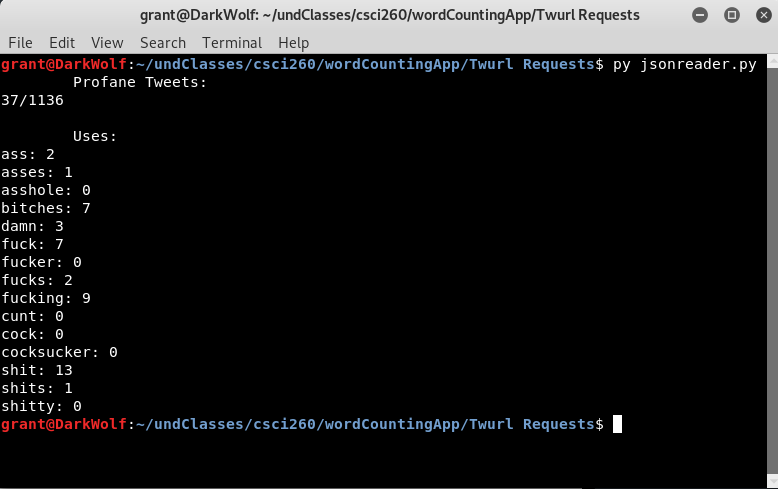 grant@DarkWolf: ~/undClasses/csci260/wordCountingApp/Twurl Requests
File Edit View Search Terminal Help
grant@DarkWolf:~/undClasses/csci260/wordCountingApp/Twurl Requests$ py jsonreader.py
Profane Tweets:
37/1136
Uses:
ass: 2
asses: 1
asshole: 0
bitches: 7
damn: 3
fuck: 7
fucker: 0
fucks: 2
fucking: 9
cunt: 0
cock: 0
cocksucker: 0
shit: 13
shits: 1
shitty: 0
grant@DarkWolf:~/undClasses/csci260/wordCountingApp/Twurl Requests$